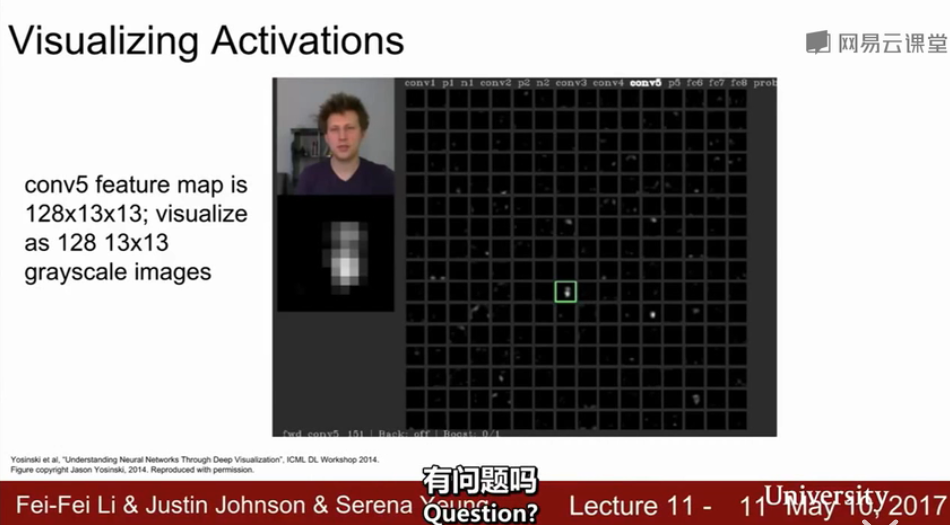 Visualizing Activations
网易云课堂
conv1 p1 n1 conv2 p2 n2 conv3 conv4 conv5 p5 fc6 fc7 fc8 prob
conv5 feature map is
128x13x13; visualize
as 128 13x13
grayscale images
fwd conv5_151 | Back: off | Boost: 0/1
Yosinski et al, "Understanding Neural Networks Through Deep Visualization", ICML DL Workshop 2014.
Figure copyright Jason Yosinski, 2014. Reproduced with permission.
有问题吗
Question?
Fei-Fei Li & Justin Johnson & Serena Yeung
Lecture 11 - 11 May 10, 2017
University